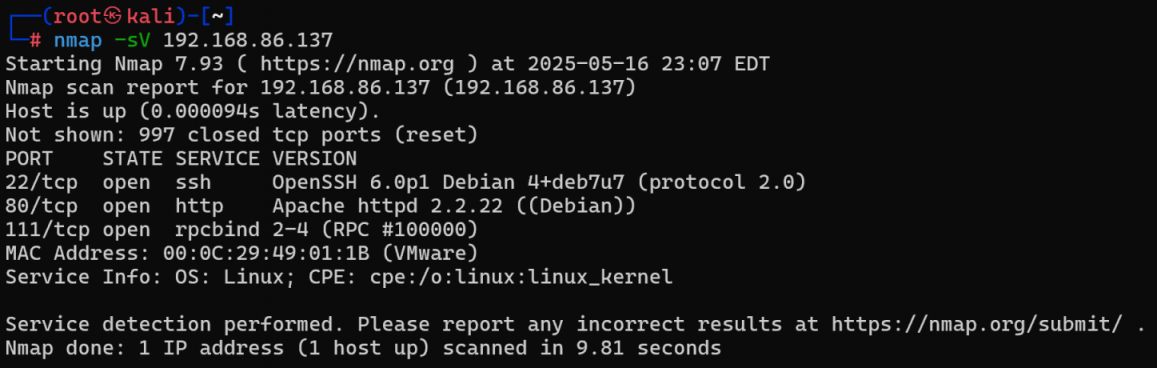 ┌──(root㉿kali)-[~]
└─# nmap -sV 192.168.86.137
Starting Nmap 7.93 ( https://nmap.org ) at 2025-05-16 23:07 EDT
Nmap scan report for 192.168.86.137 (192.168.86.137)
Host is up (0.000094s latency).
Not shown: 997 closed tcp ports (reset)
PORT    STATE SERVICE VERSION
22/tcp  open  ssh     OpenSSH 6.0p1 Debian 4+deb7u7 (protocol 2.0)
80/tcp  open  http    Apache httpd 2.2.22 ((Debian))
111/tcp open  rpcbind 2-4 (RPC #100000)
MAC Address: 00:0C:29:49:01:1B (VMware)
Service Info: OS: Linux; CPE: cpe:/o:linux:linux_kernel

Service detection performed. Please report any incorrect results at https://nmap.org/submit/ .
Nmap done: 1 IP address (1 host up) scanned in 9.81 seconds